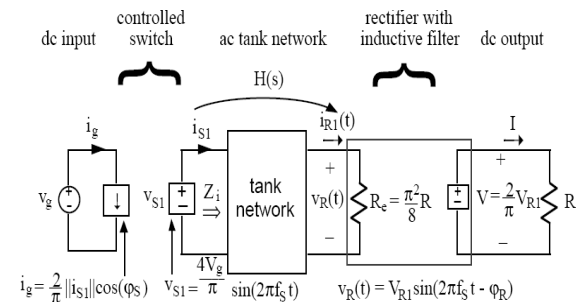 controlled
rectifier with
dc input
switch
ac tank network
inductive filter
dc output
H(s)
i_g
i_S1
i_R1(t)
I
+
+
v_g
v_S1
Z_i
⇒
tank
network
v_R(t)
R_e = π²/8 R
V = 2/π V_R1
R
−
−
i_g = 2/π ||i_S1||cos(φ_S)
v_S1 = 4V_g/π sin(2πf_s t)
v_R(t) = V_R1 sin(2πf_s t - φ_R)